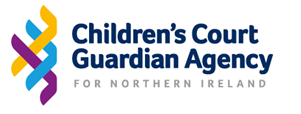 Children's Court
Guardian Agency
FOR NORTHERN IRELAND